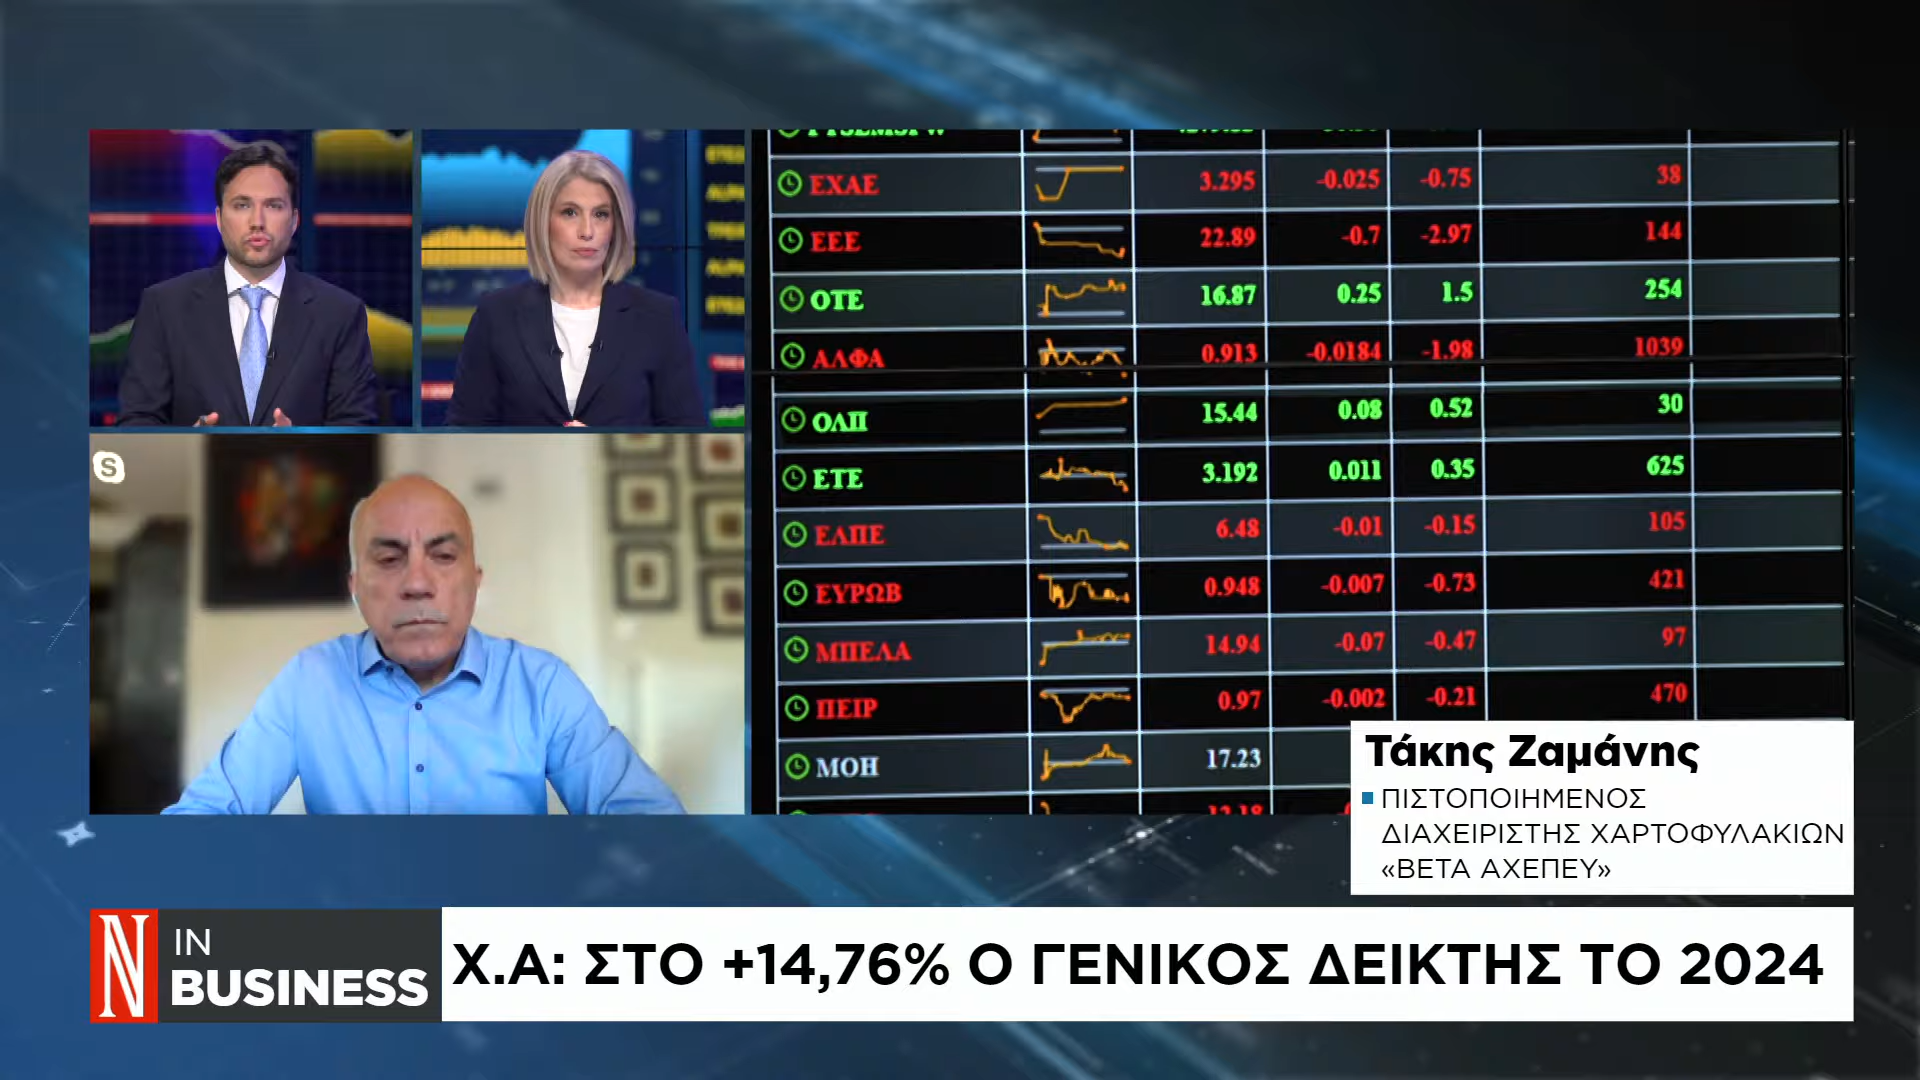 S
ΕΧΑΕ 3.295 -0.025 -0.75 38
ΕΕΕ 22.89 -0.7 -2.97 144
ΟΤΕ 16.87 0.25 1.5 254
ΑΛΦΑ 0.913 -0.0184 -1.98 1039
ΟΛΠ 15.44 0.08 0.52 30
ΕΤΕ 3.192 0.011 0.35 625
ΕΛΠΕ 6.48 -0.01 -0.15 105
ΕΥΡΩΒ 0.948 -0.007 -0.73 421
ΜΠΕΛΑ 14.94 -0.07 -0.47 97
ΠΕΙΡ 0.97 -0.002 -0.21 470
ΜΟΗ 17.23
Τάκης Ζαμάνης
ΠΙΣΤΟΠΟΙΗΜΕΝΟΣ
ΔΙΑΧΕΙΡΙΣΤΗΣ ΧΑΡΤΟΦΥΛΑΚΙΩΝ
«ΒΕΤΑ ΑΧΕΠΕΥ»
N IN
BUSINESS
Χ.Α: ΣΤΟ +14,76% Ο ΓΕΝΙΚΟΣ ΔΕΙΚΤΗΣ ΤΟ 2024